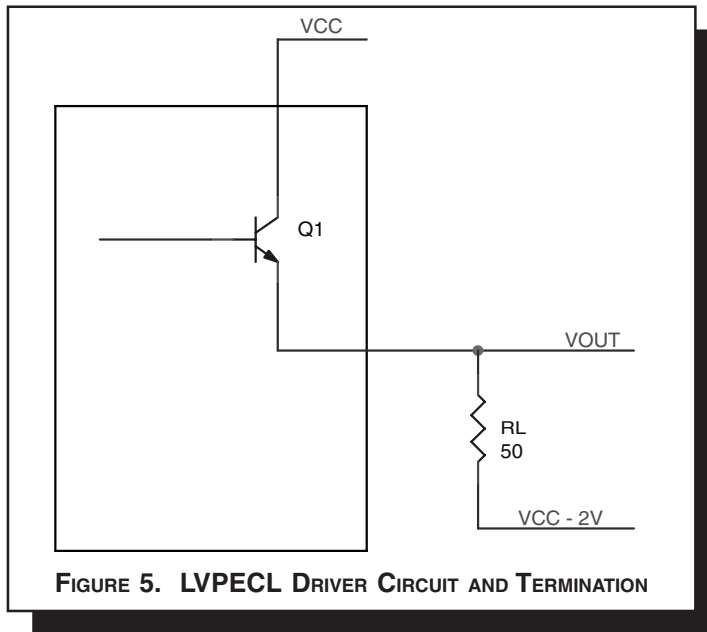 VCC
Q1
VOUT
RL
50
VCC - 2V
FIGURE 5. LVPECL DRIVER CIRCUIT AND TERMINATION